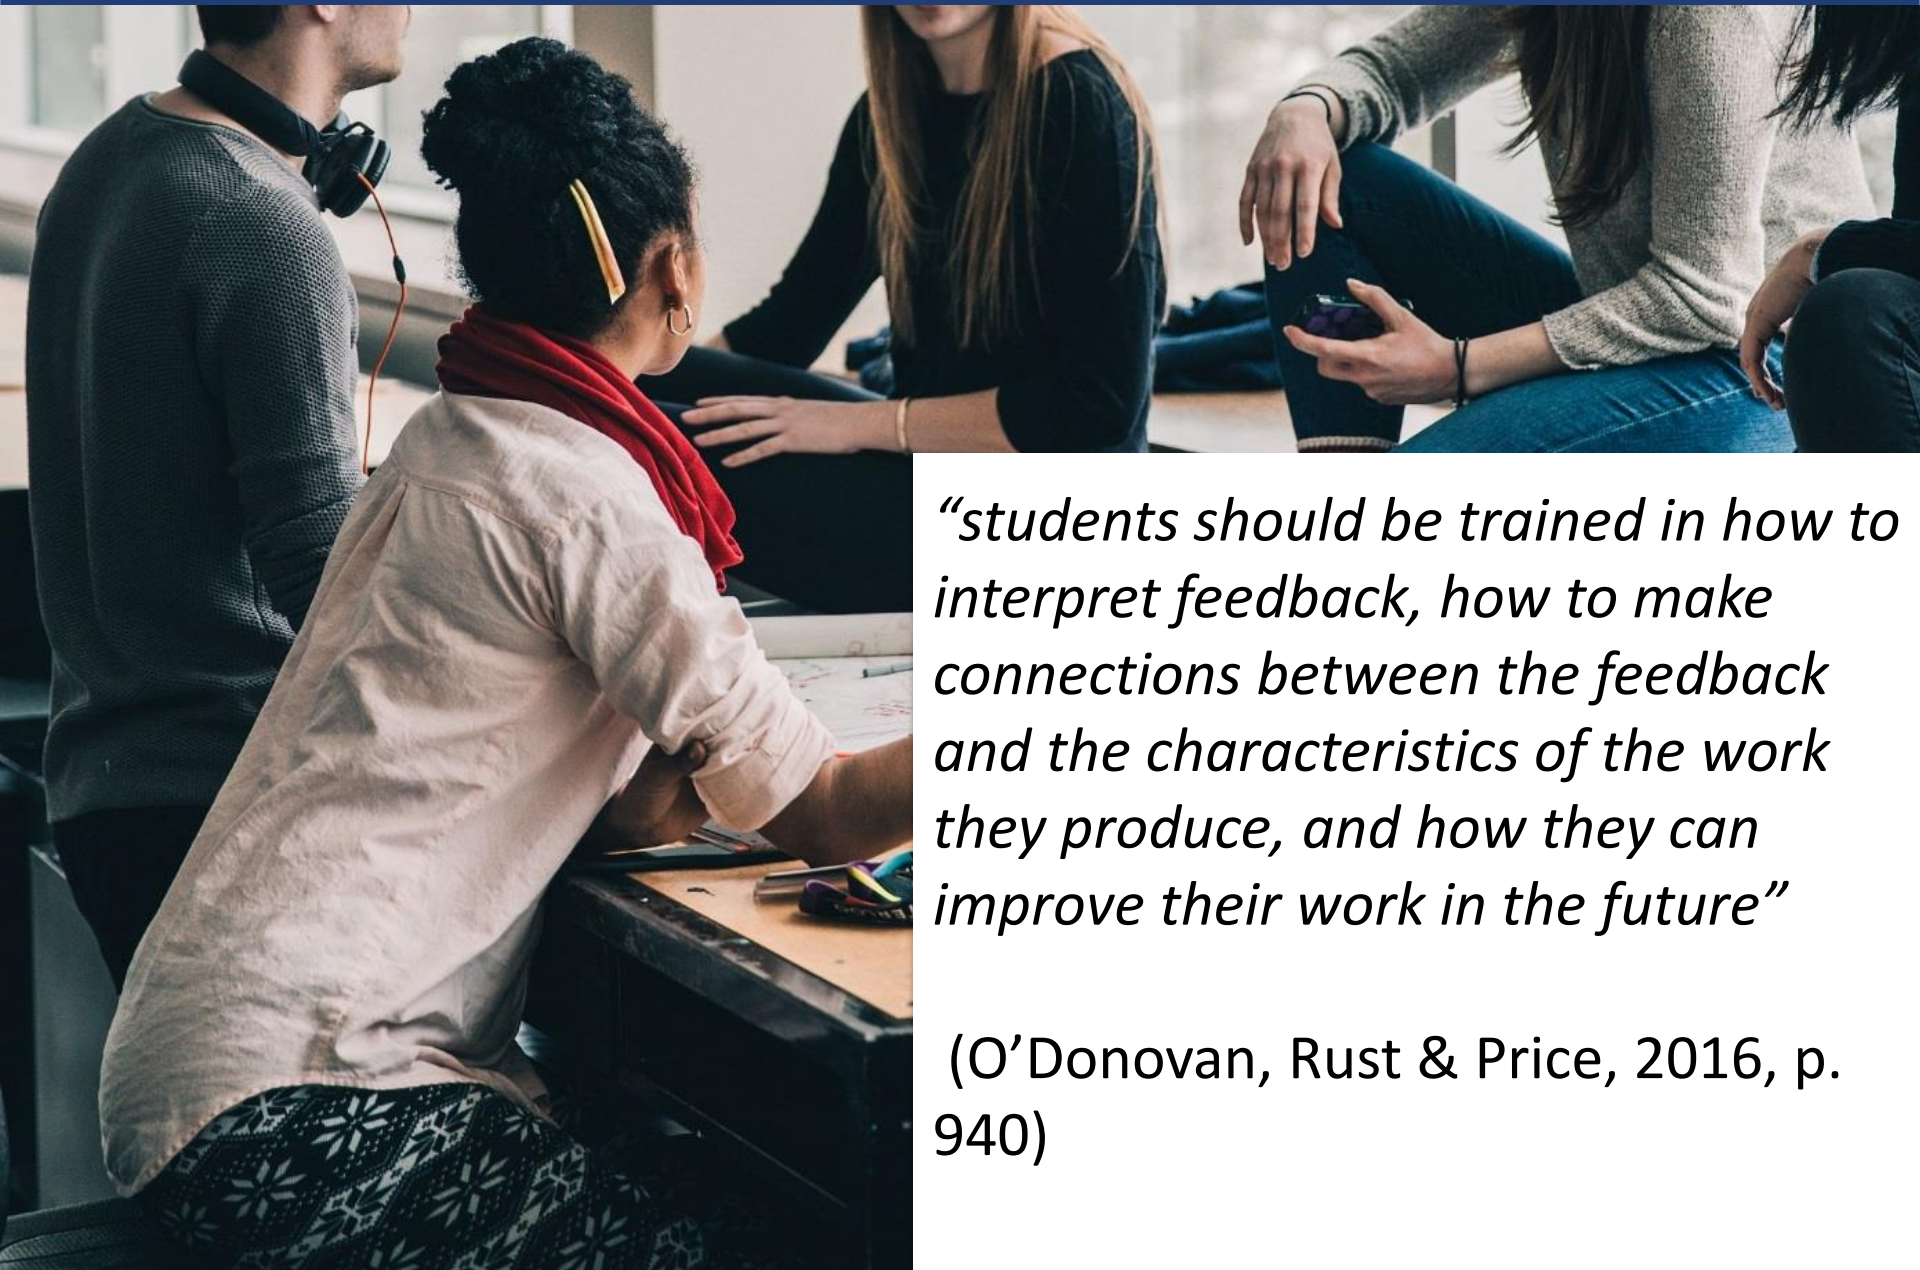 “students should be trained in how to
interpret feedback, how to make
connections between the feedback
and the characteristics of the work
they produce, and how they can
improve their work in the future”
(O’Donovan, Rust & Price, 2016, p.
940)